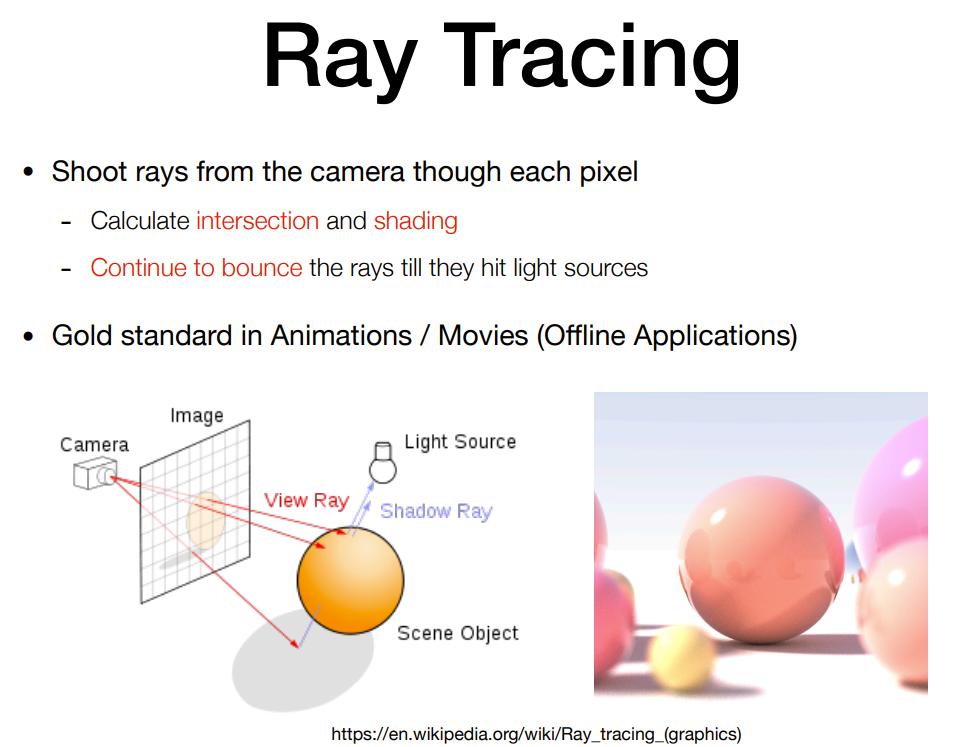 Ray Tracing
• Shoot rays from the camera though each pixel
- Calculate intersection and shading
- Continue to bounce the rays till they hit light sources
• Gold standard in Animations / Movies (Offline Applications)
Image
Camera
Light Source
View Ray
Shadow Ray
Scene Object
https://en.wikipedia.org/wiki/Ray_tracing_(graphics)